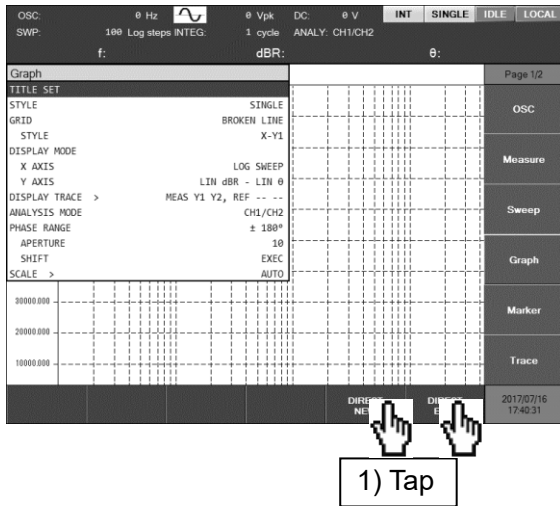 OSC: 0 Hz 0 Vpk DC: 0 V INT SINGLE IDLE LOCAL
SWP: 100 Log steps INTEG: 1 cycle ANALY: CH1/CH2
f: dBR: θ:
Graph
TITLE SET
STYLE SINGLE
GRID BROKEN LINE
STYLE X-Y1
DISPLAY MODE
X AXIS LOG SWEEP
Y AXIS LIN dBR - LIN θ
DISPLAY TRACE > MEAS Y1 Y2, REF -- --
ANALYSIS MODE CH1/CH2
PHASE RANGE ± 180°
APERTURE 10
SHIFT EXEC
SCALE > AUTO
30000.000
20000.000
10000.000
Page 1/2
OSC
Measure
Sweep
Graph
Marker
Trace
2017/07/16
17:40:31
1) Tap